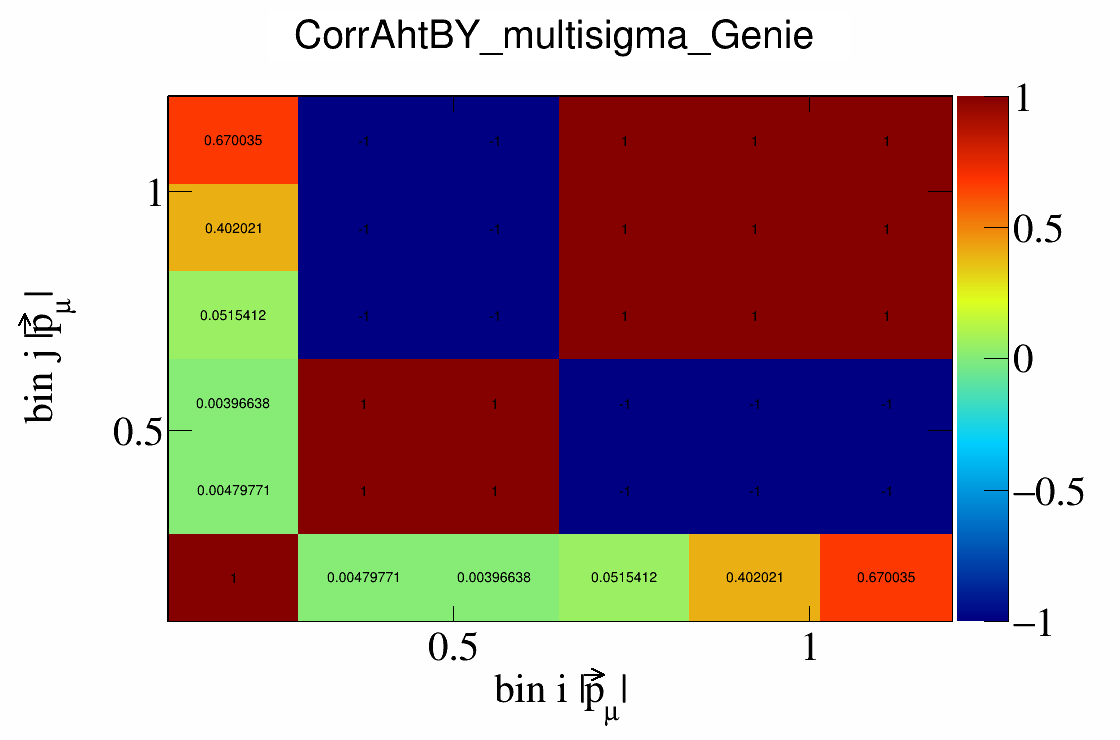 CorrAhtBY_multisigma_Genie
0.670035 -1 -1 1 1 1
0.402021 -1 -1 1 1 1
0.0515412 -1 -1 1 1 1
0.00396638 1 1 -1 -1 -1
0.00479771 1 1 -1 -1 -1
1 0.00479771 0.00396638 0.0515412 0.402021 0.670035
1
0.5
bin j |p⃗μ|
0.5 1
bin i |p⃗μ|
1
0.5
0
−0.5
−1